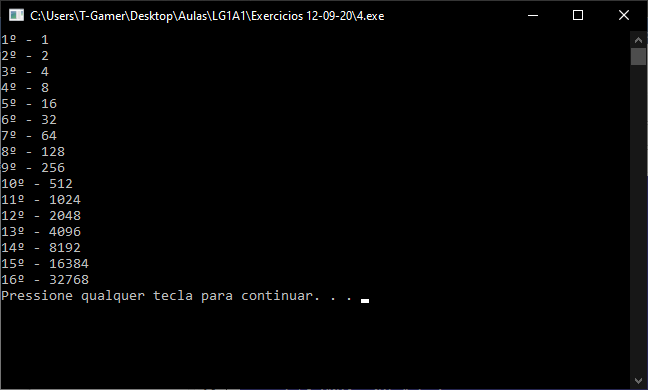 C:\Users\T-Gamer\Desktop\Aulas\LG1A1\Exercicios 12-09-20\4.exe
1º - 1
2º - 2
3º - 4
4º - 8
5º - 16
6º - 32
7º - 64
8º - 128
9º - 256
10º - 512
11º - 1024
12º - 2048
13º - 4096
14º - 8192
15º - 16384
16º - 32768
Pressione qualquer tecla para continuar. . .